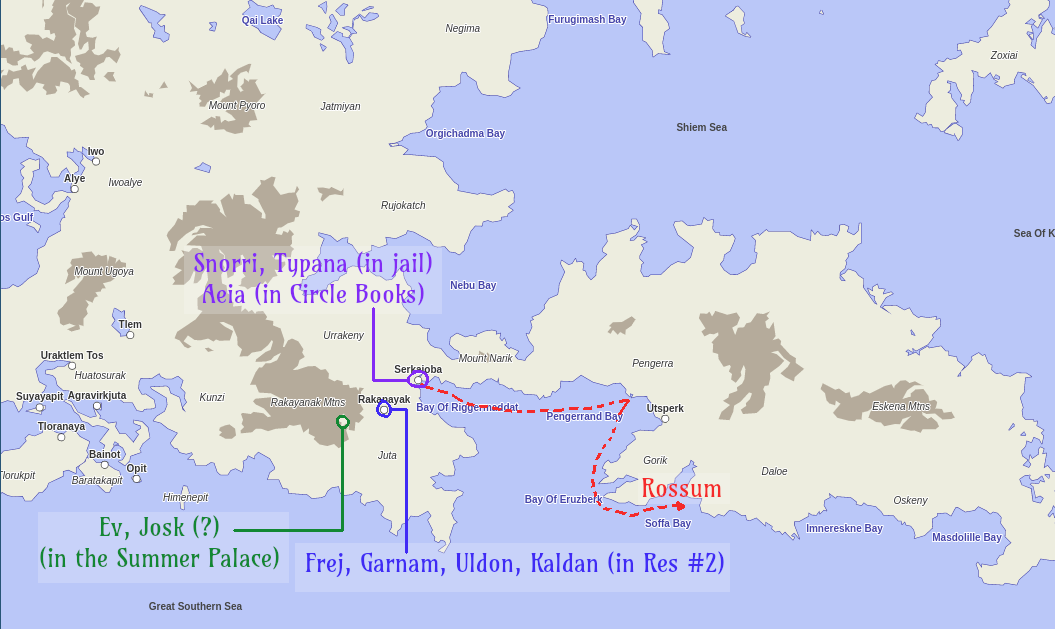 Qai Lake
Furugimash Bay
Negima
Zoxiai
Mount Pyoro
Jatmiyan
Orgichadma Bay
Shiem Sea
Iwo
Alye
Iwoalye
Rujokatch
os Gulf
Sea Of K
Snorri, Typana (in jail)
Aeia (in Circle Books)
Mount Ugoya
Nebu Bay
Tlem
Urrakeny
Uraktlem Tos
Huatosurak
Mount Narik
Pengerra
Serkajoba
Suyayapit
Agravirkjuta
Kunzi
Rakayanak Mtns
Rakanayak
Bay Of Riggermaddat
Pengerrand Bay
Utsperk
Eskena Mtns
Tloranaya
Bainot
Opit
Juta
Gorik
Daloe
Tlorukpit
Baratakapit
Himenepit
Rossum
Bay Of Eruzberk
Soffa Bay
Oskeny
Imnereskne Bay
Masdolille Bay
Ev, Josk (?)
(in the Summer Palace)
Frej, Garnam, Uldon, Kaldan (in Res #2)
Great Southern Sea